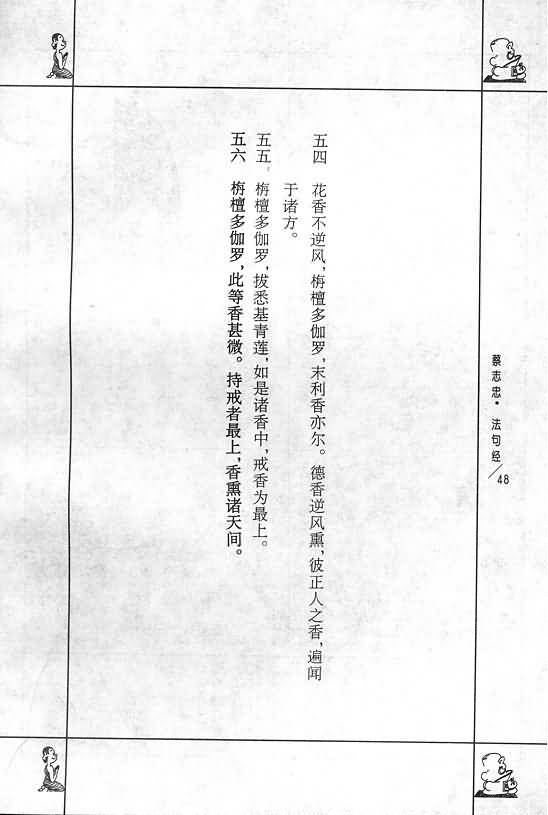 五四 花香不逆风，栴檀多伽罗，末利香亦尔。德香逆风熏，彼正人之香，遍闻
于诸方。
五五 栴檀多伽罗，拔悉基青莲，如是诸香中，戒香为最上。
五六 栴檀多伽罗，此等香甚微。持戒者最上，香熏诸天间。
蔡志忠·法句经/48